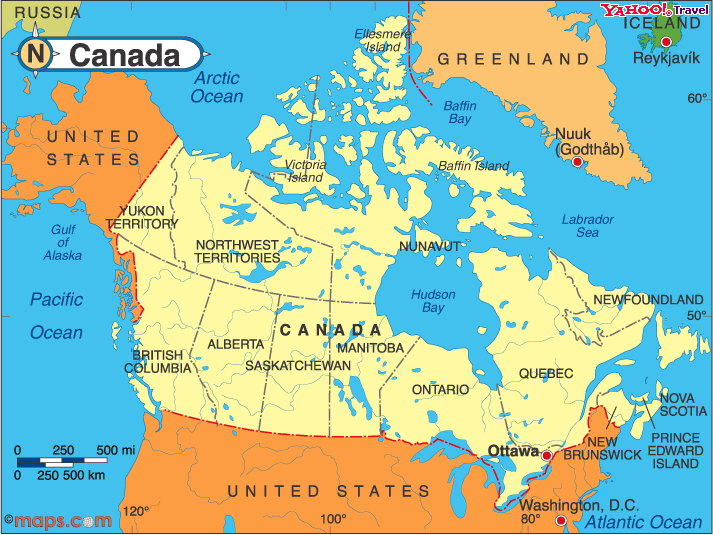 RUSSIA
YAHOO! Travel
ICELAND
Reykjavík
N Canada
Ellesmere
Island
GREENLAND
Arctic
Ocean
60°
Baffin
Bay
UNITED
STATES
Nuuk
(Godthåb)
Victoria
Island
Baffin Island
YUKON
TERRITORY
Gulf
of
Alaska
Labrador
Sea
NORTHWEST
TERRITORIES
NUNAVUT
Pacific
Ocean
Hudson
Bay
NEWFOUNDLAND
50°
CANADA
BRITISH
COLUMBIA
ALBERTA
MANITOBA
SASKATCHEWAN
QUEBEC
ONTARIO
NOVA
SCOTIA
Ottawa
NEW
BRUNSWICK
PRINCE
EDWARD
ISLAND
0 250 500 mi
0 250 500 km
UNITED STATES
Washington, D.C.
©maps.com
120°
100°
80°
Atlantic Ocean